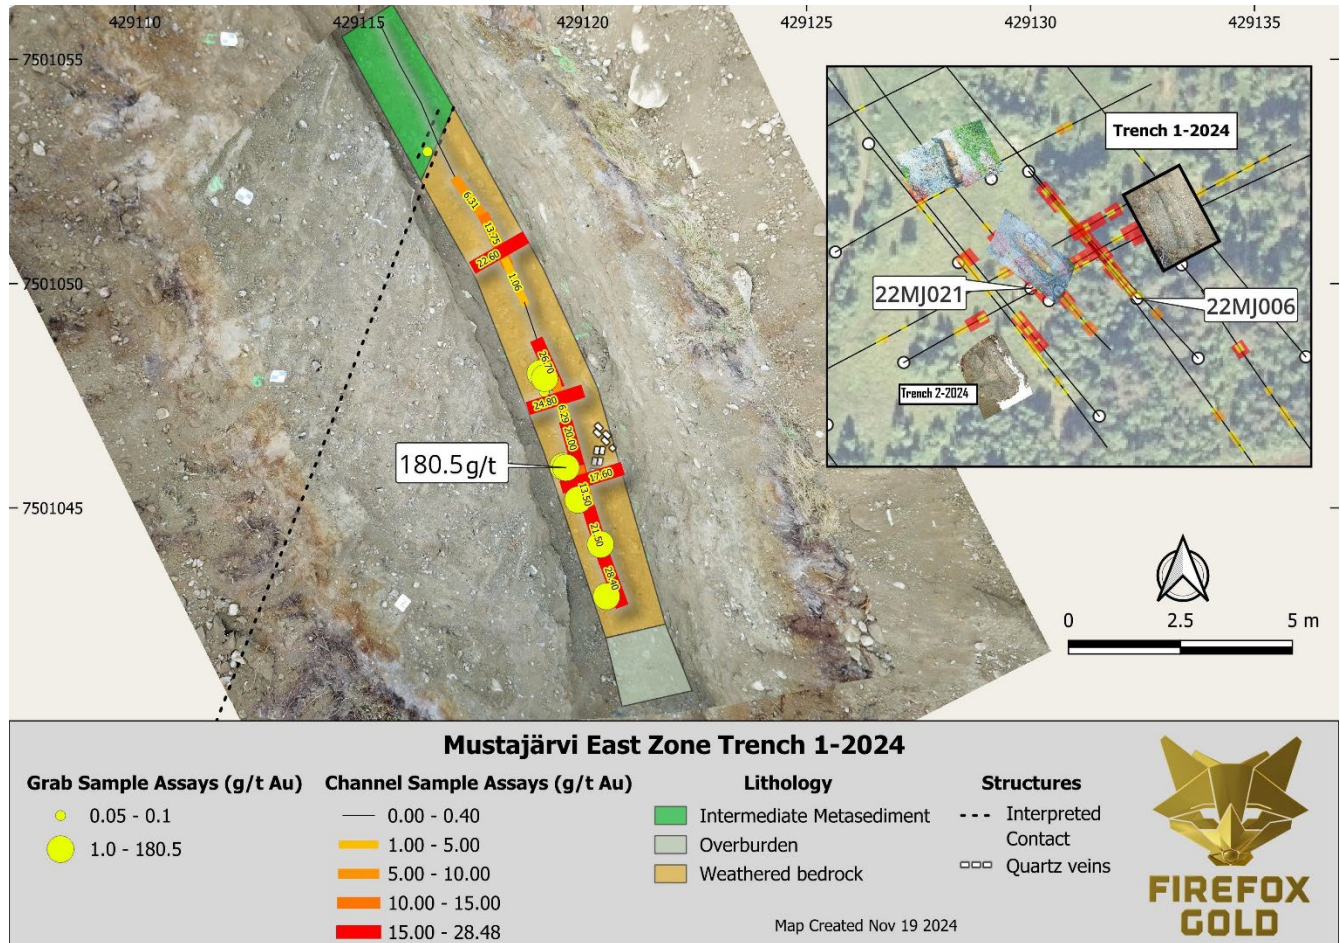 429110
429115
429120
429125
429130
429135
7501055
7501050
7501045
6.31
13.75
22.60
1.06
26.70
24.80
6.29
20.00
17.60
13.50
21.50
28.40
180.5g/t
Trench 1-2024
22MJ021
22MJ006
Trench 2-2024
0 2.5 5 m
Mustajärvi East Zone Trench 1-2024
Grab Sample Assays (g/t Au)
0.05 - 0.1
1.0 - 180.5
Channel Sample Assays (g/t Au)
0.00 - 0.40
1.00 - 5.00
5.00 - 10.00
10.00 - 15.00
15.00 - 28.48
Lithology
Intermediate Metasediment
Overburden
Weathered bedrock
Structures
Interpreted
Contact
Quartz veins
Map Created Nov 19 2024
FIREFOX
GOLD